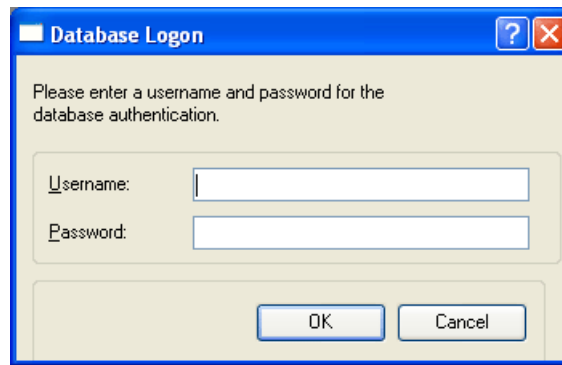 Database Logon
Please enter a username and password for the
database authentication.
Username:
Password:
OK Cancel